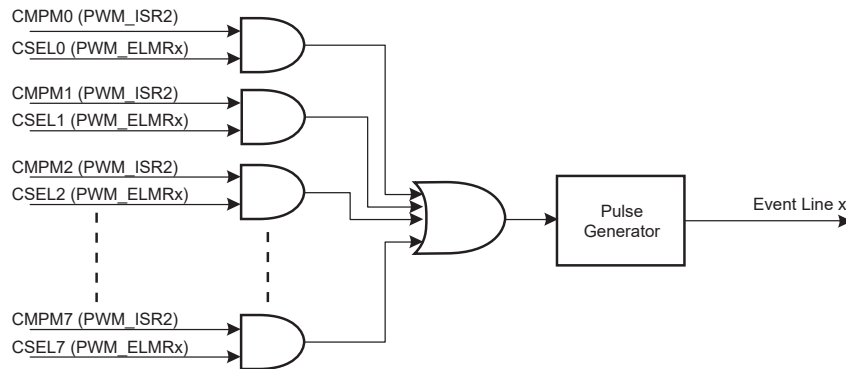 CMPM0 (PWM_ISR2)
CSEL0 (PWM_ELMRx)
CMPM1 (PWM_ISR2)
CSEL1 (PWM_ELMRx)
CMPM2 (PWM_ISR2)
CSEL2 (PWM_ELMRx)
Pulse
Generator
Event Line x
CMPM7 (PWM_ISR2)
CSEL7 (PWM_ELMRx)